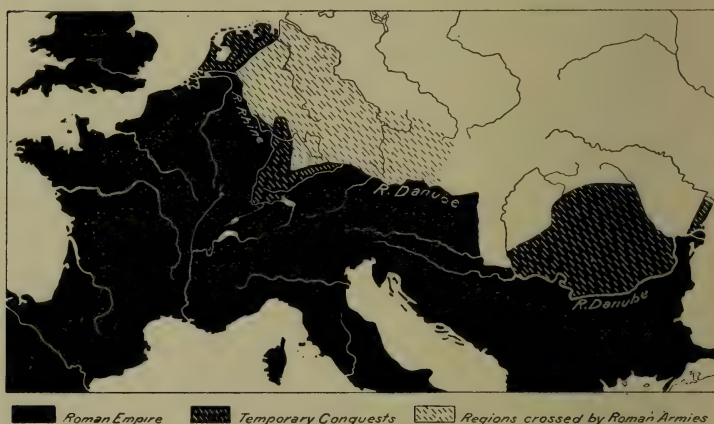 R. Rhine
R. Danube
R. Danube
Roman Empire Temporary Conquests Regions crossed by Roman Armies